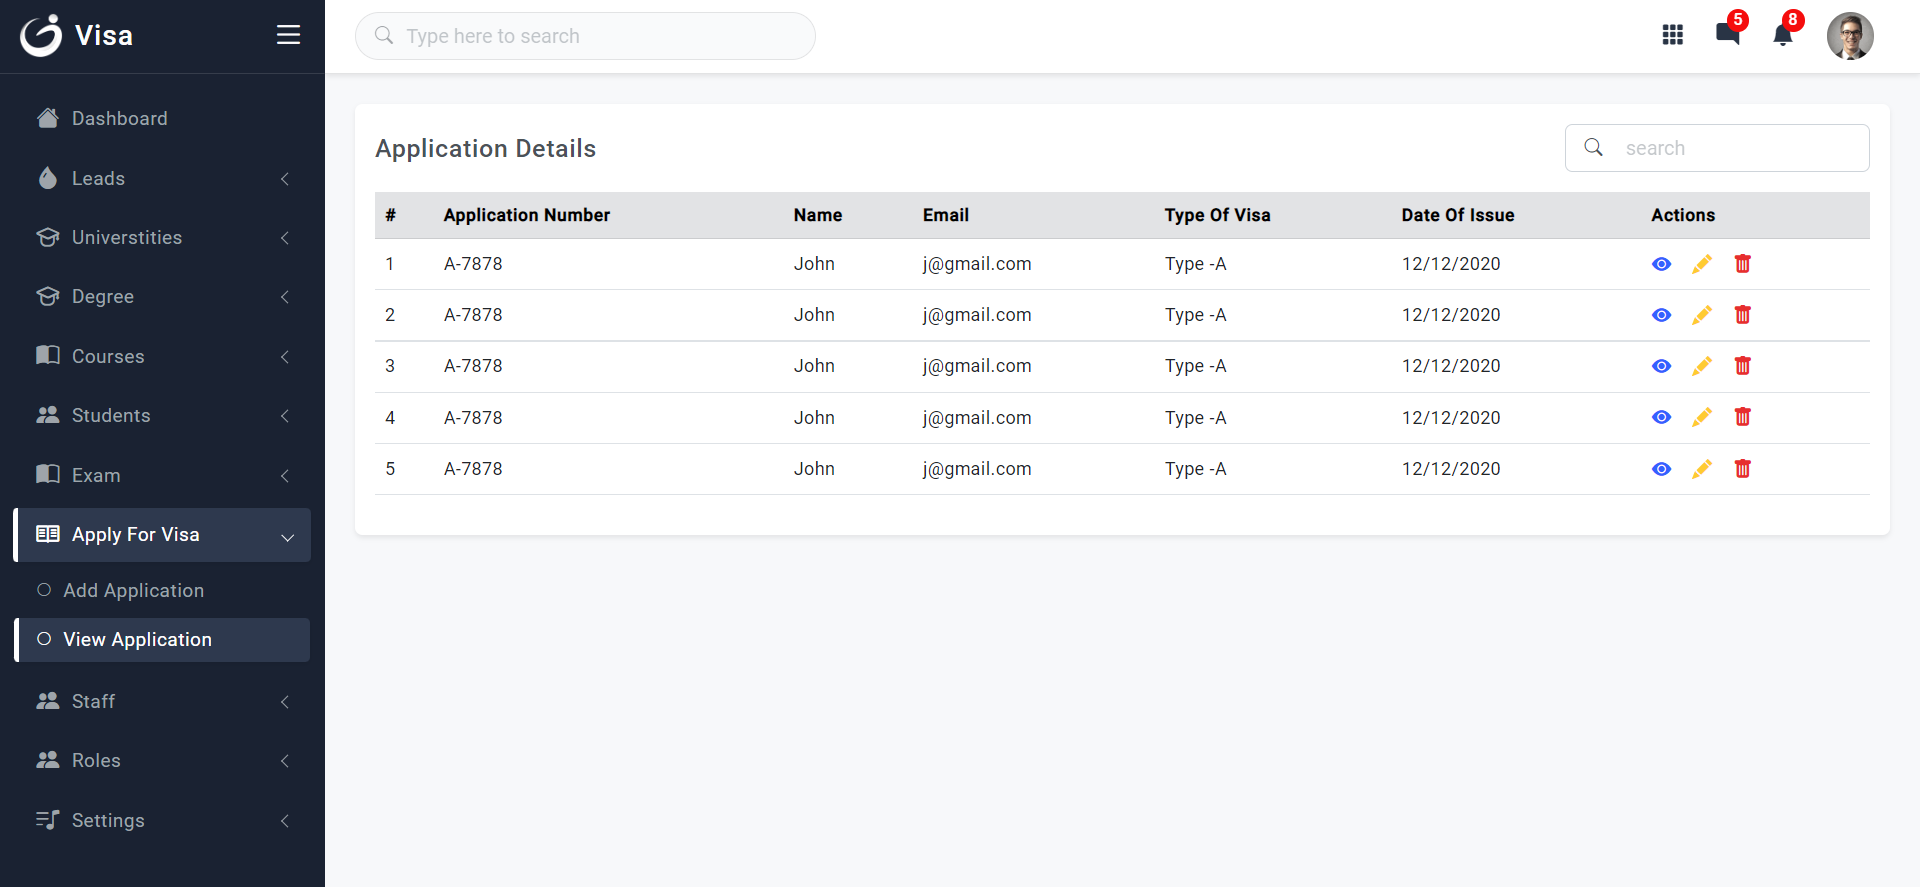 Visa
Type here to search
5
8
Dashboard
Leads
Universtities
Degree
Courses
Students
Exam
Apply For Visa
Add Application
View Application
Staff
Roles
Settings
Application Details
search
# Application Number Name Email Type Of Visa Date Of Issue Actions
1 A-7878 John j@gmail.com Type -A 12/12/2020
2 A-7878 John j@gmail.com Type -A 12/12/2020
3 A-7878 John j@gmail.com Type -A 12/12/2020
4 A-7878 John j@gmail.com Type -A 12/12/2020
5 A-7878 John j@gmail.com Type -A 12/12/2020